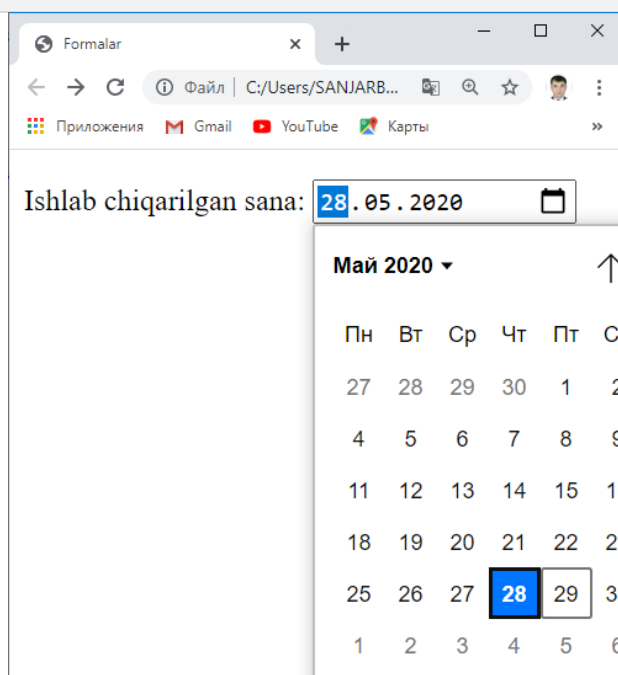 Formalar
Файл | C:/Users/SANJARB...
Приложения Gmail YouTube Карты »
Ishlab chiqarilgan sana: 28.05.2020
Май 2020
Пн Вт Ср Чт Пт
27 28 29 30 1
4 5 6 7 8
11 12 13 14 15
18 19 20 21 22
25 26 27 28 29
1 2 3 4 5